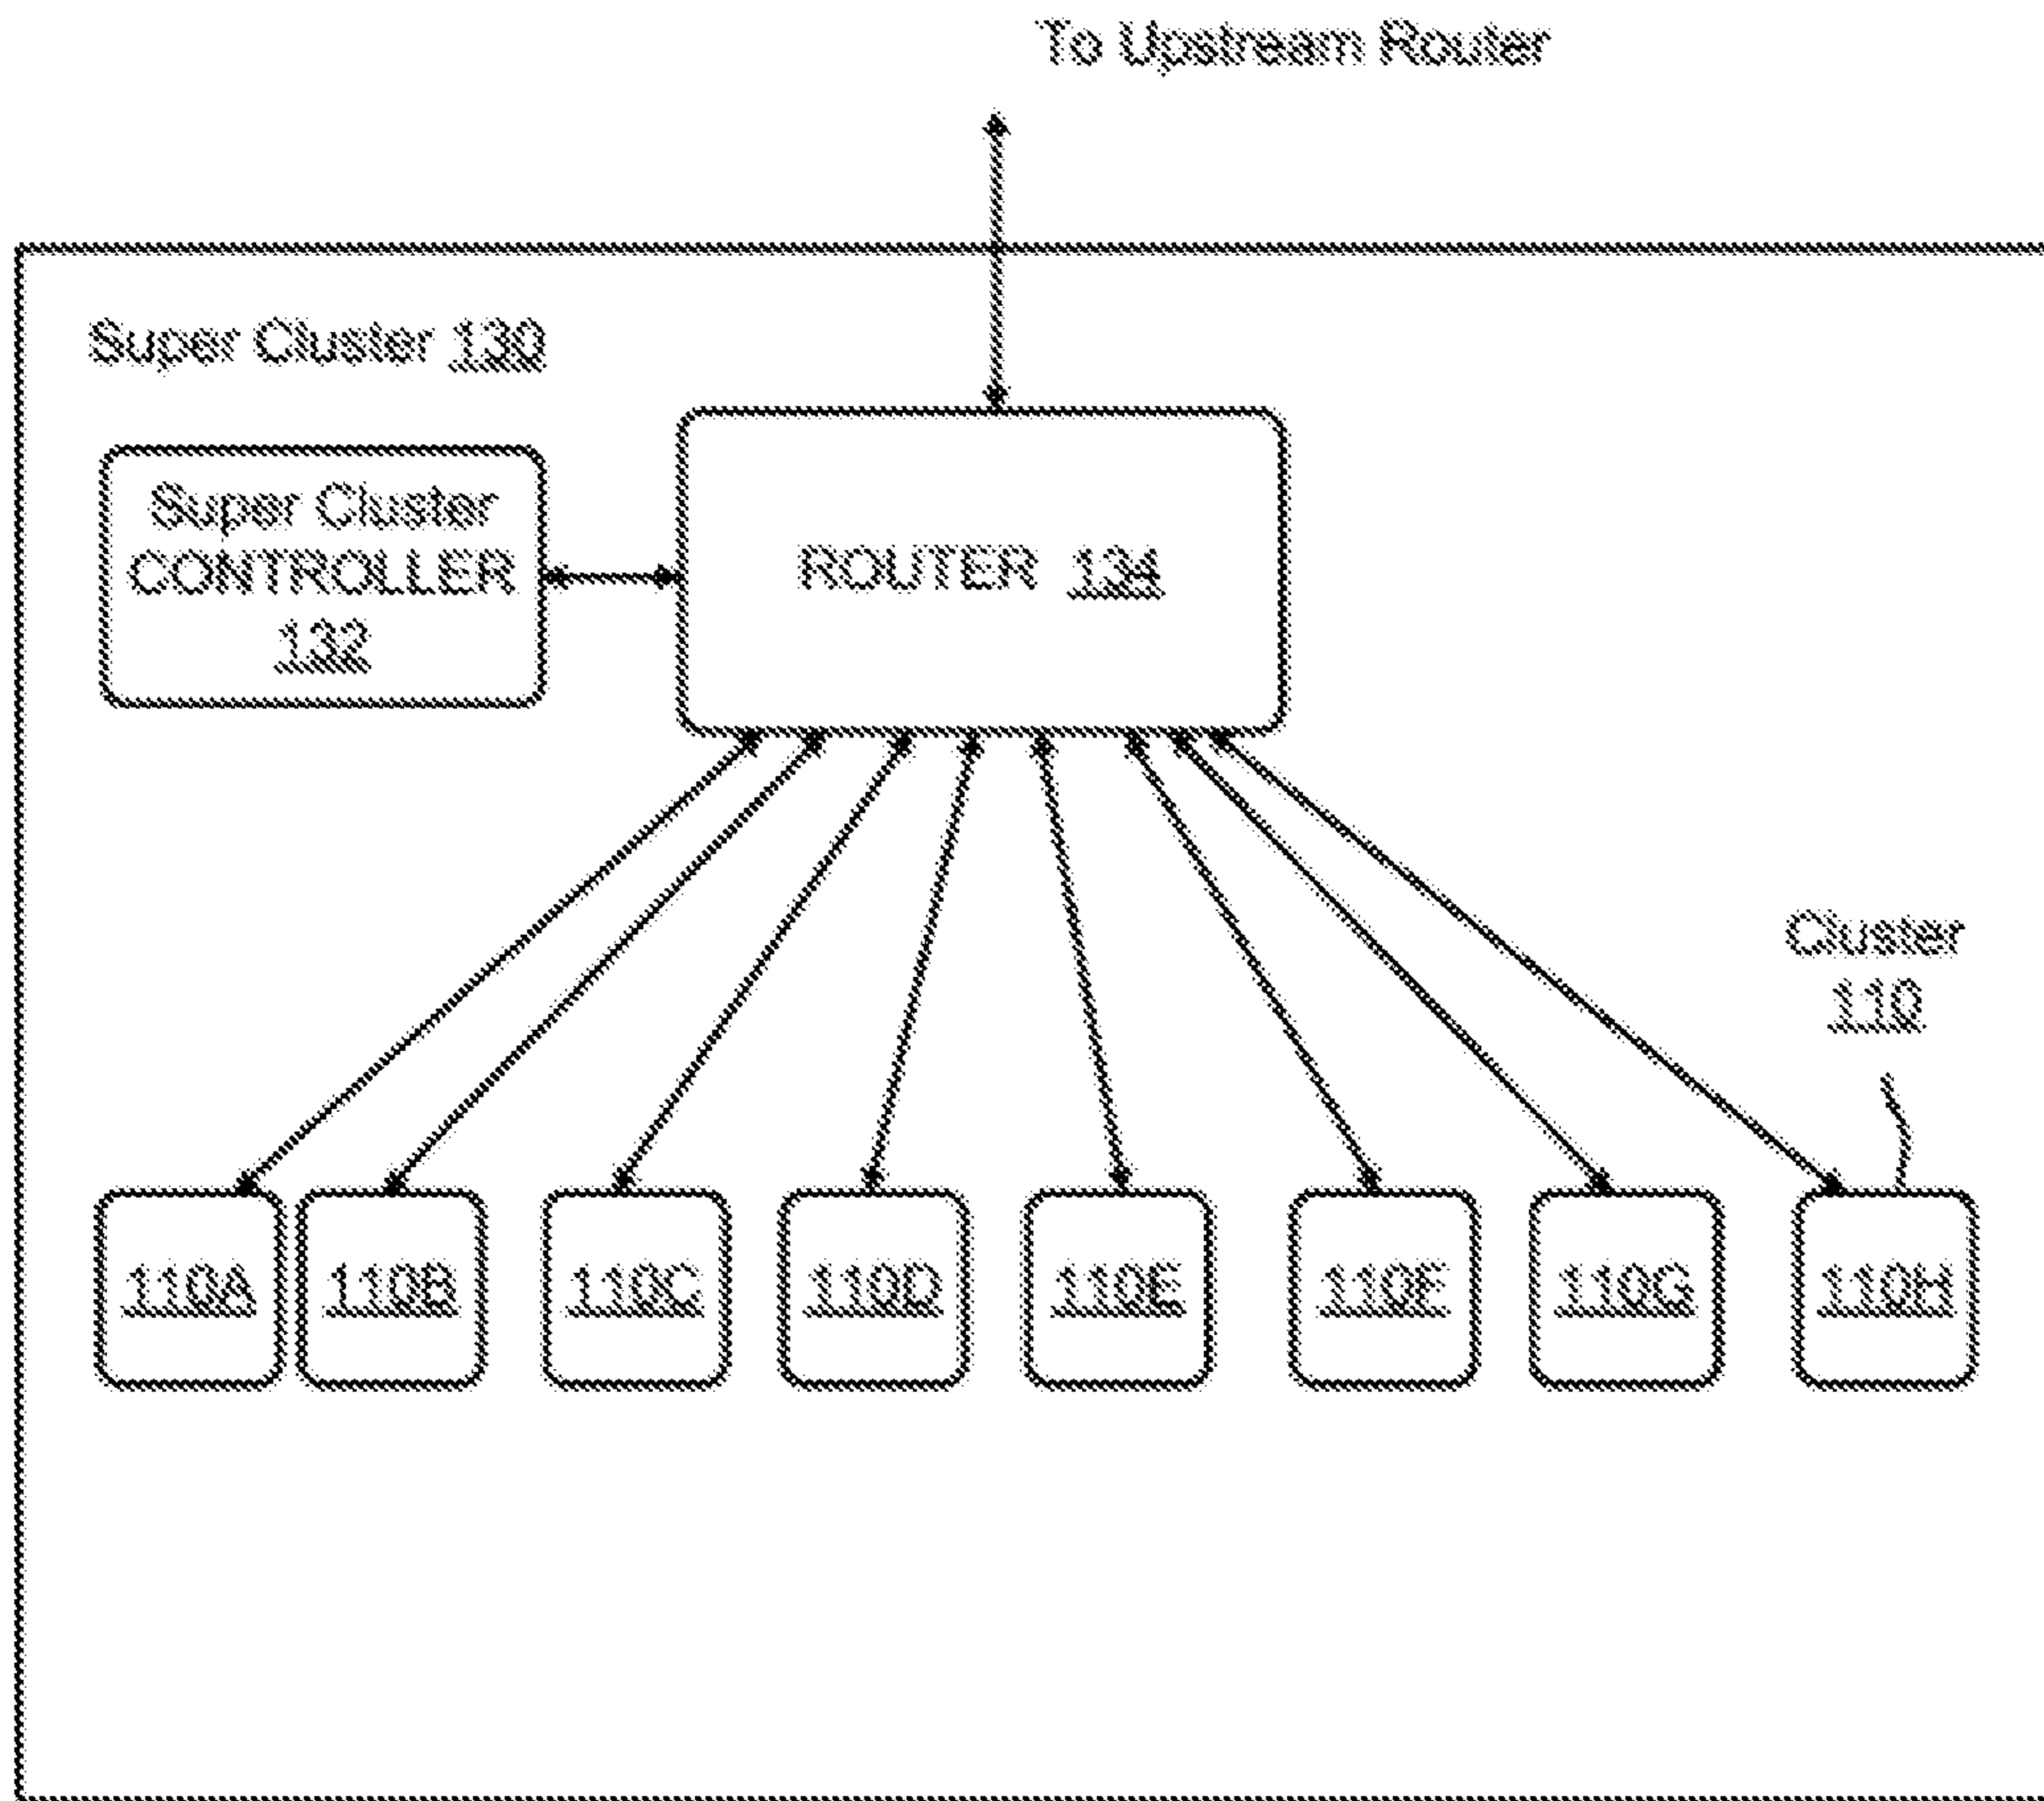 To Upstream Router
Super Cluster 130
Super Cluster
CONTROLLER
132
ROUTER 134
Cluster
110
110A 110B 110C 110D 110E 110F 110G 110H